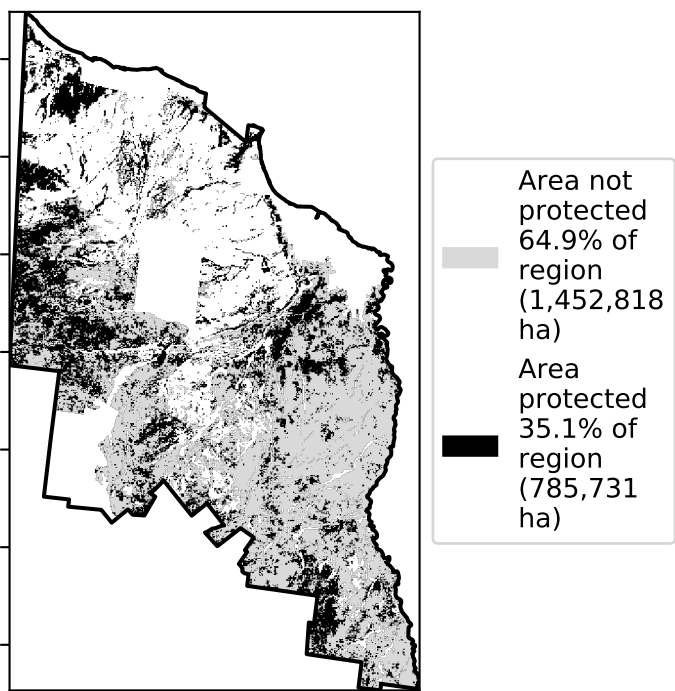 Area not
protected
64.9% of
region
(1,452,818
ha)
Area
protected
35.1% of
region
(785,731
ha)